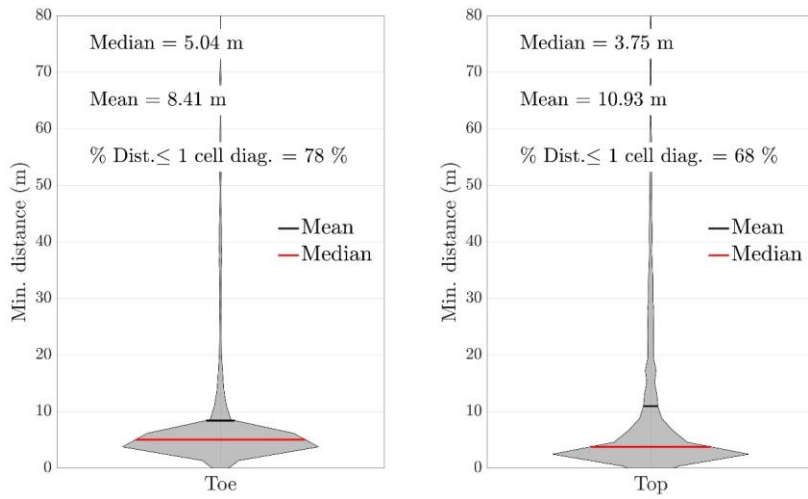 80
70
60
50
40
30
20
10
0
Min. distance (m)
Median = 5.04 m
Mean = 8.41 m
% Dist.≤ 1 cell diag. = 78 %
Mean
Median
Toe
80
70
60
50
40
30
20
10
0
Min. distance (m)
Median = 3.75 m
Mean = 10.93 m
% Dist.≤ 1 cell diag. = 68 %
Mean
Median
Top